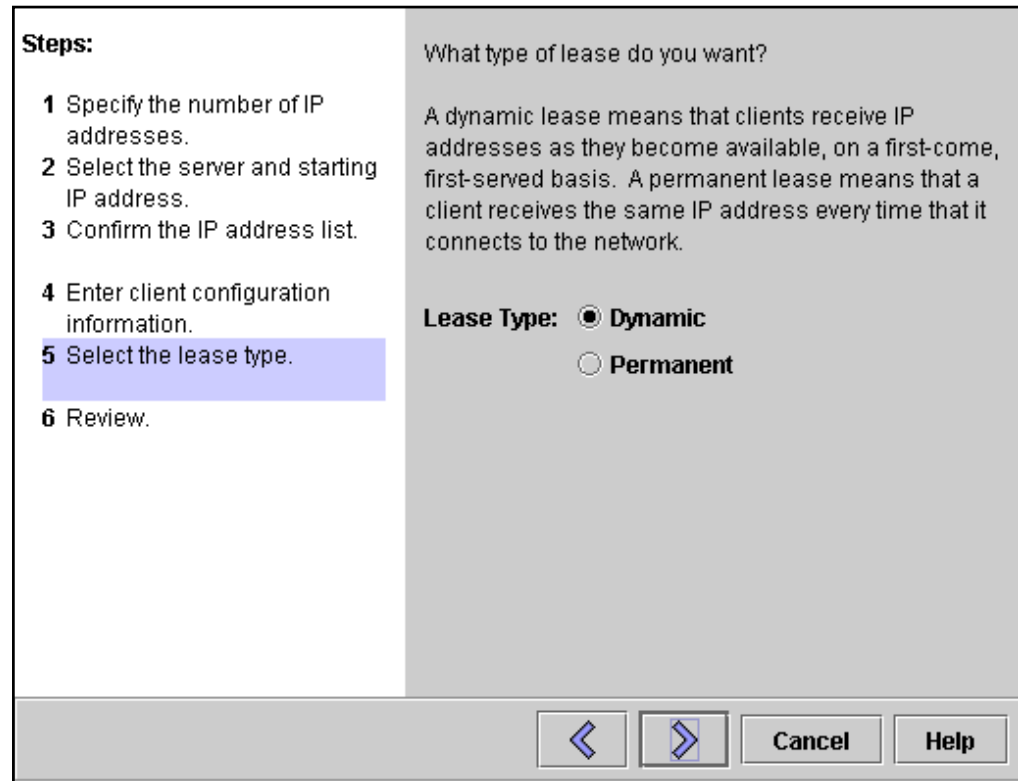 Steps:
1 Specify the number of IP
addresses.
2 Select the server and starting
IP address.
3 Confirm the IP address list.
4 Enter client configuration
information.
5 Select the lease type.
6 Review.
What type of lease do you want?
A dynamic lease means that clients receive IP
addresses as they become available, on a first-come,
first-served basis.  A permanent lease means that a
client receives the same IP address every time that it
connects to the network.
Lease Type: Dynamic
Permanent
Cancel Help